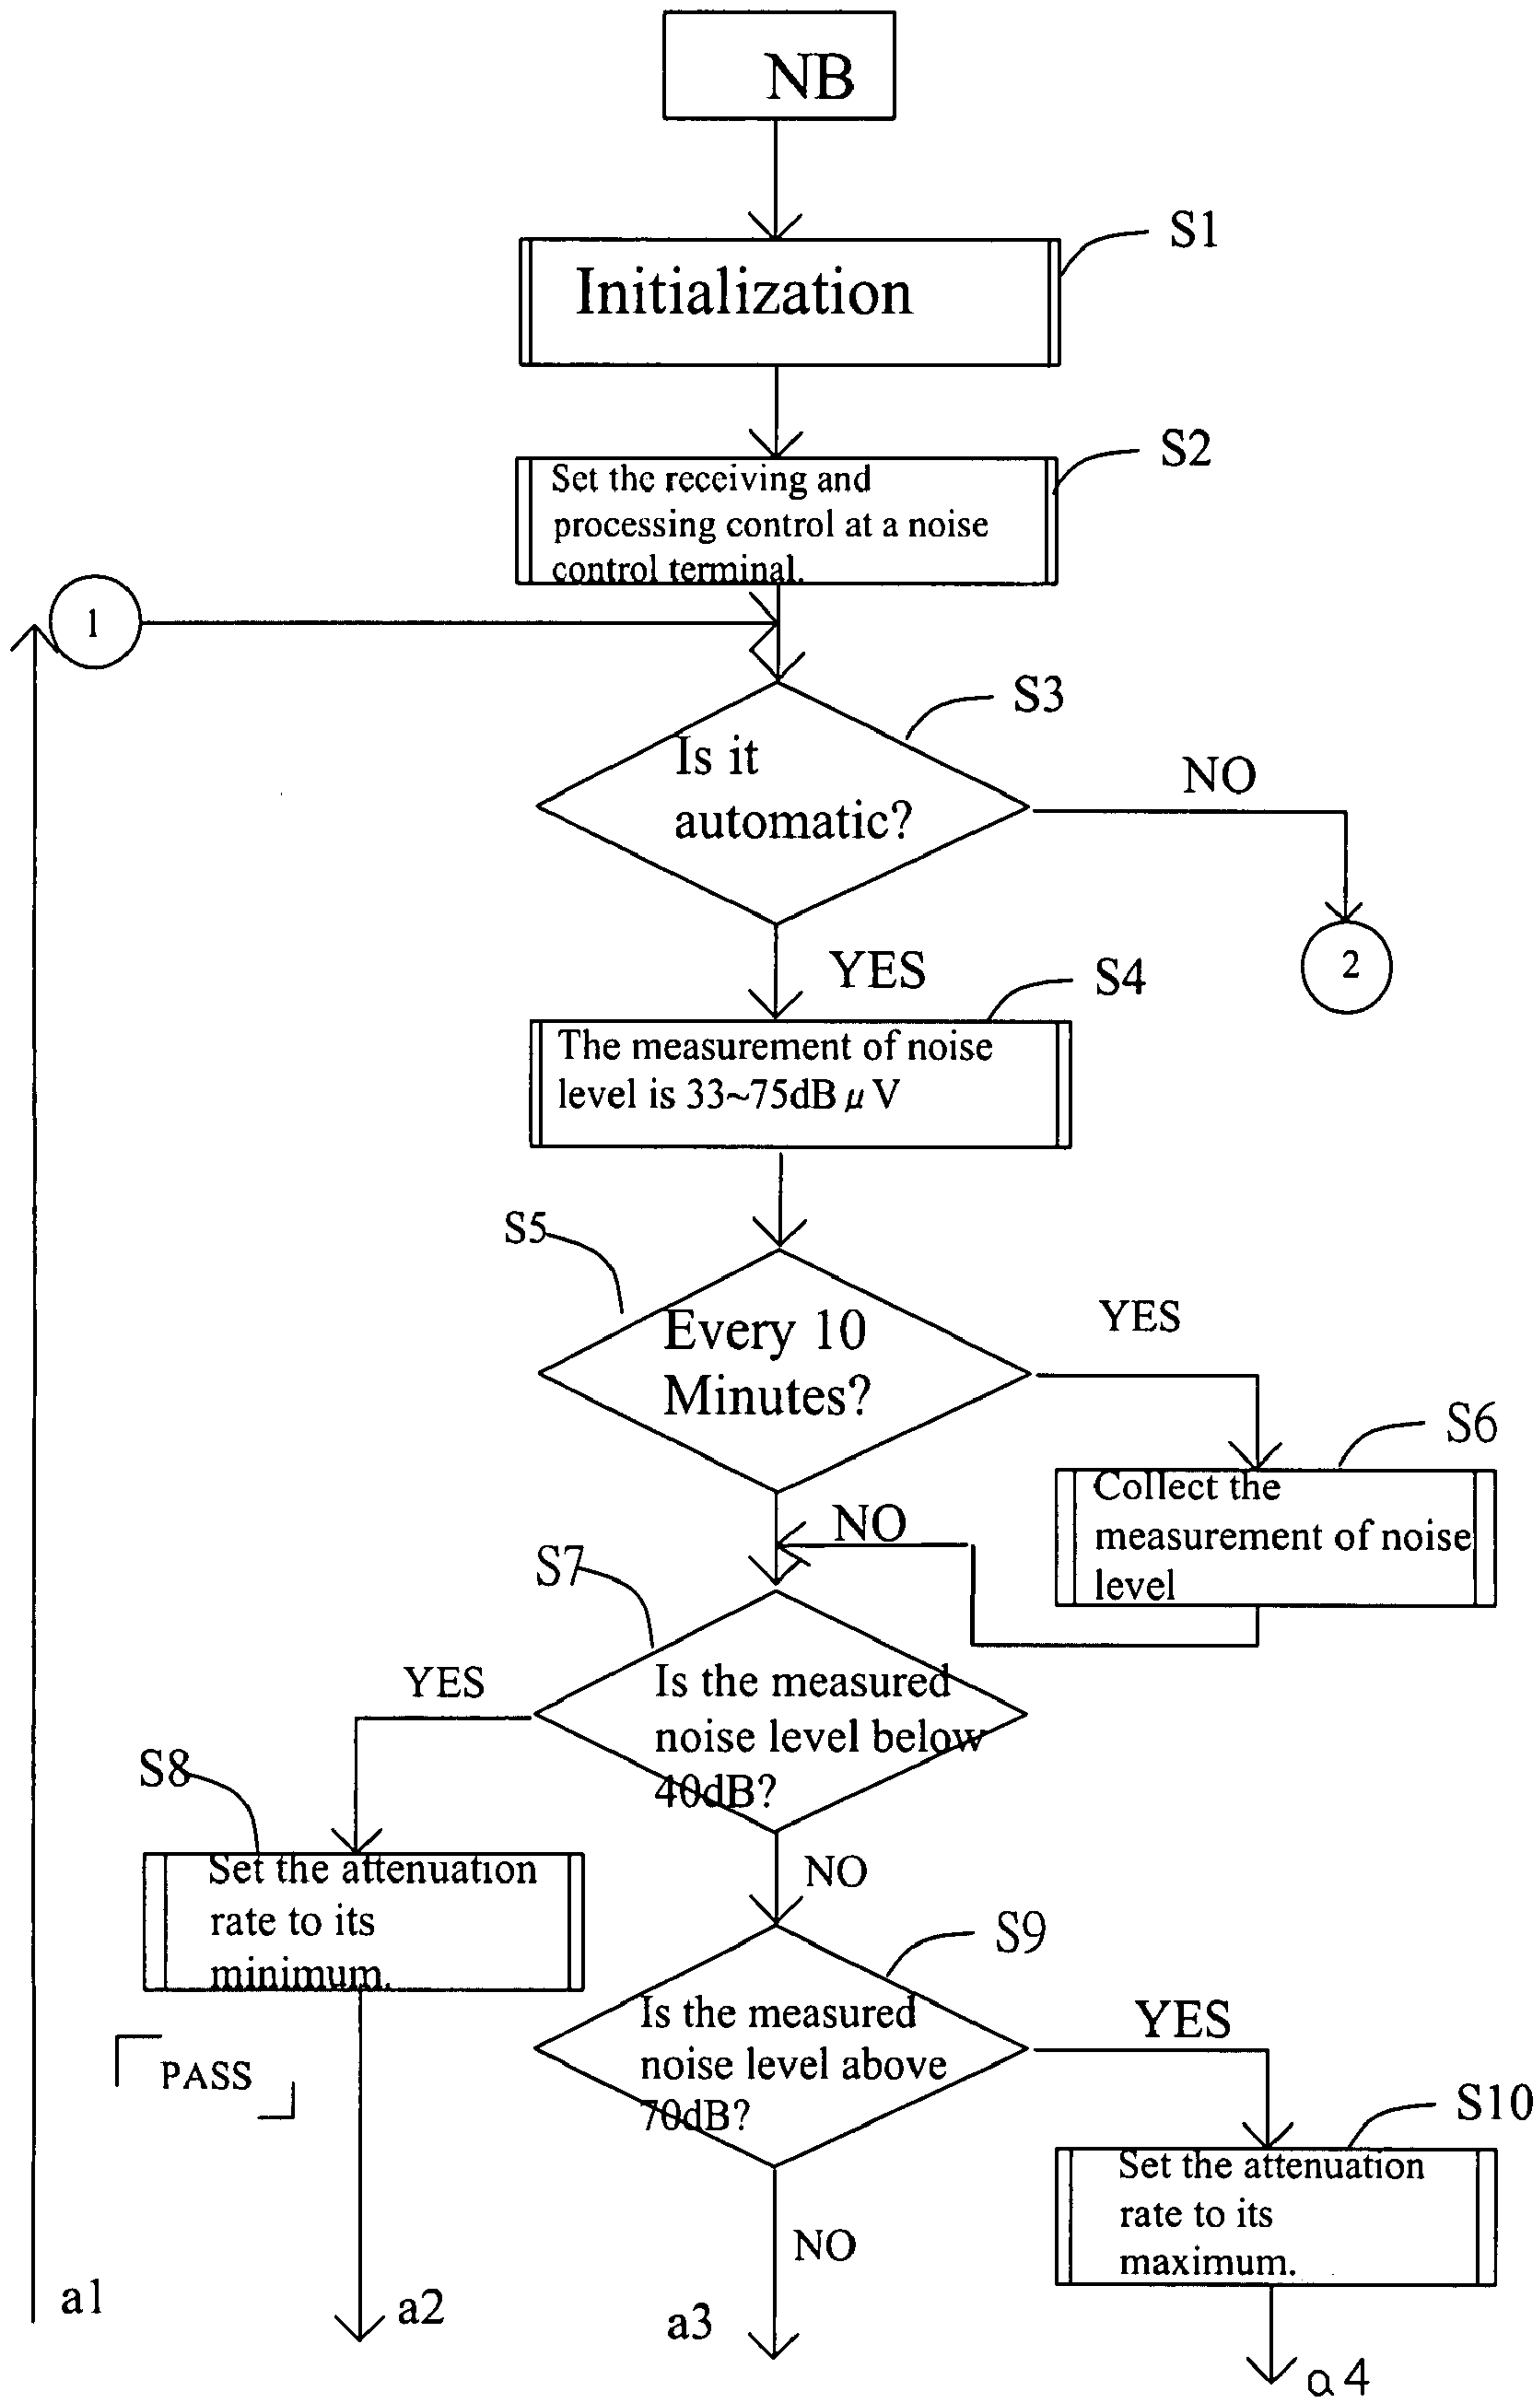 NB
S1
Initialization
S2
Set the receiving and
processing control at a noise
control terminal.
1
S3
Is it
automatic?
NO
2
YES
S4
The measurement of noise
level is 33~75dBμV
S5
Every 10
Minutes?
YES
S6
Collect the
measurement of noise
level
NO
S7
Is the measured
noise level below
40dB?
YES
S8
Set the attenuation
rate to its
minimum.
NO
S9
Is the measured
noise level above
70dB?
YES
PASS
S10
Set the attenuation
rate to its
maximum.
NO
a1
a2
a3
a4